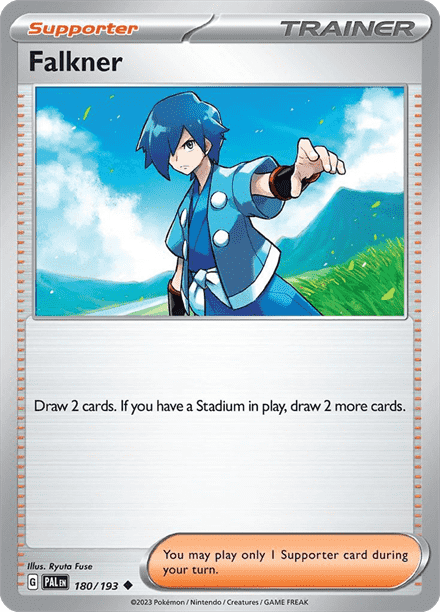 Supporter TRAINER
Falkner
Draw 2 cards. If you have a Stadium in play, draw 2 more cards.
Illus. Ryuta Fuse
G PAL EN 180/193 ◆
You may play only 1 Supporter card during
your turn.
©2023 Pokémon / Nintendo / Creatures / GAME FREAK